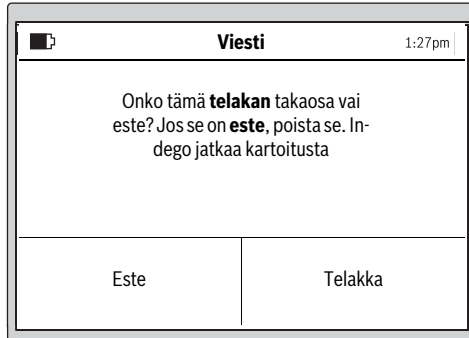 Viesti 1:27pm
Onko tämä telakan takaosa vai
este? Jos se on este, poista se. In-
dego jatkaa kartoitusta
Este Telakka